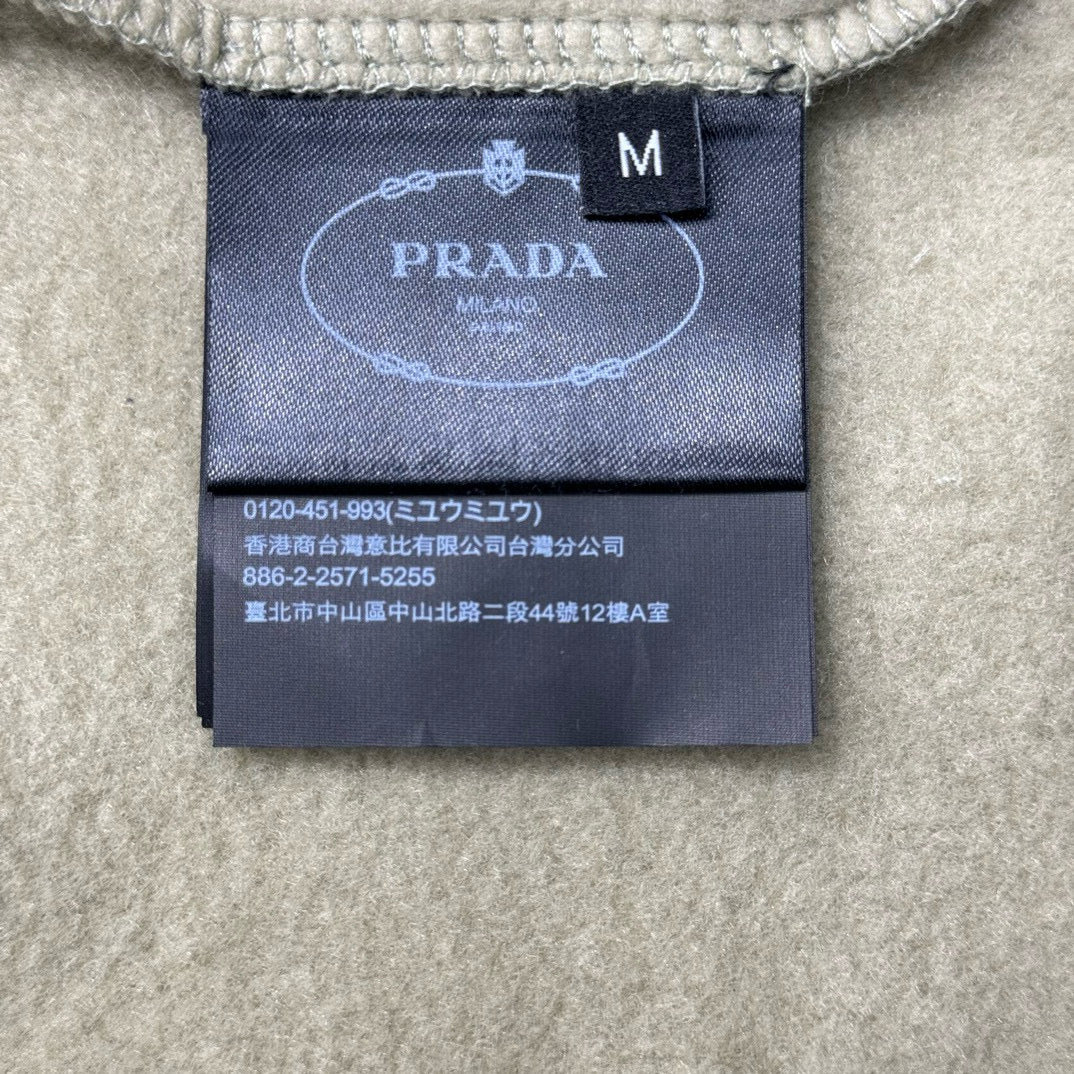 M
PRADA
MILANO
0120-451-993(ミユウミユウ)
香港商台灣意比有限公司台灣分公司
886-2-2571-5255
臺北市中山區中山北路二段44號12樓A室